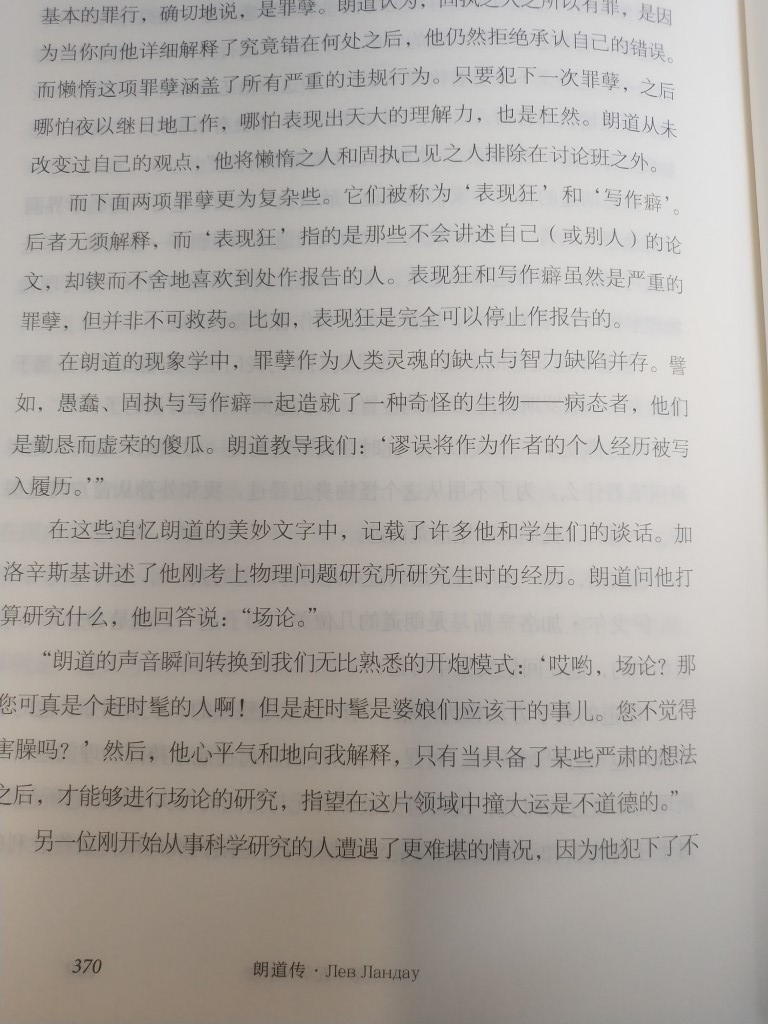 基本的罪行，确切地说，是罪孽。朗道认为，固执之人之所以有罪，是因
为当你向他详细解释了究竟错在何处之后，他仍然拒绝承认自己的错误。
而懒惰这项罪孽涵盖了所有严重的违规行为。只要犯下一次罪孽，之后
哪怕夜以继日地工作，哪怕表现出天大的理解力，也是枉然。朗道从未
改变过自己的观点，他将懒惰之人和固执己见之人排除在讨论班之外。
而下面两项罪孽更为复杂些。它们被称为‘表现狂’和‘写作癖’。
后者无须解释，而‘表现狂’指的是那些不会讲述自己（或别人）的论
文，却锲而不舍地喜欢到处作报告的人。表现狂和写作癖虽然是严重的
罪孽，但并非不可救药。比如，表现狂是完全可以停止作报告的。
在朗道的现象学中，罪孽作为人类灵魂的缺点与智力缺陷并存。譬
如，愚蠢、固执与写作癖一起造就了一种奇怪的生物——病态者，他们
是勤恳而虚荣的傻瓜。朗道教导我们：‘谬误将作为作者的个人经历被写
入履历。’”
在这些追忆朗道的美妙文字中，记载了许多他和学生们的谈话。加
洛辛斯基讲述了他刚考上物理问题研究所研究生时的经历。朗道问他打
算研究什么，他回答说：“场论。”
“朗道的声音瞬间转换到我们无比熟悉的开炮模式：‘哎哟，场论？那
您可真是个赶时髦的人啊！但是赶时髦是婆娘们应该干的事儿。您不觉得
害臊吗？’然后，他心平气和地向我解释，只有当具备了某些严肃的想法
之后，才能够进行场论的研究，指望在这片领域中撞大运是不道德的。”
另一位刚开始从事科学研究的人遭遇了更难堪的情况，因为他犯下了不
370
朗道传·Лев Ландау